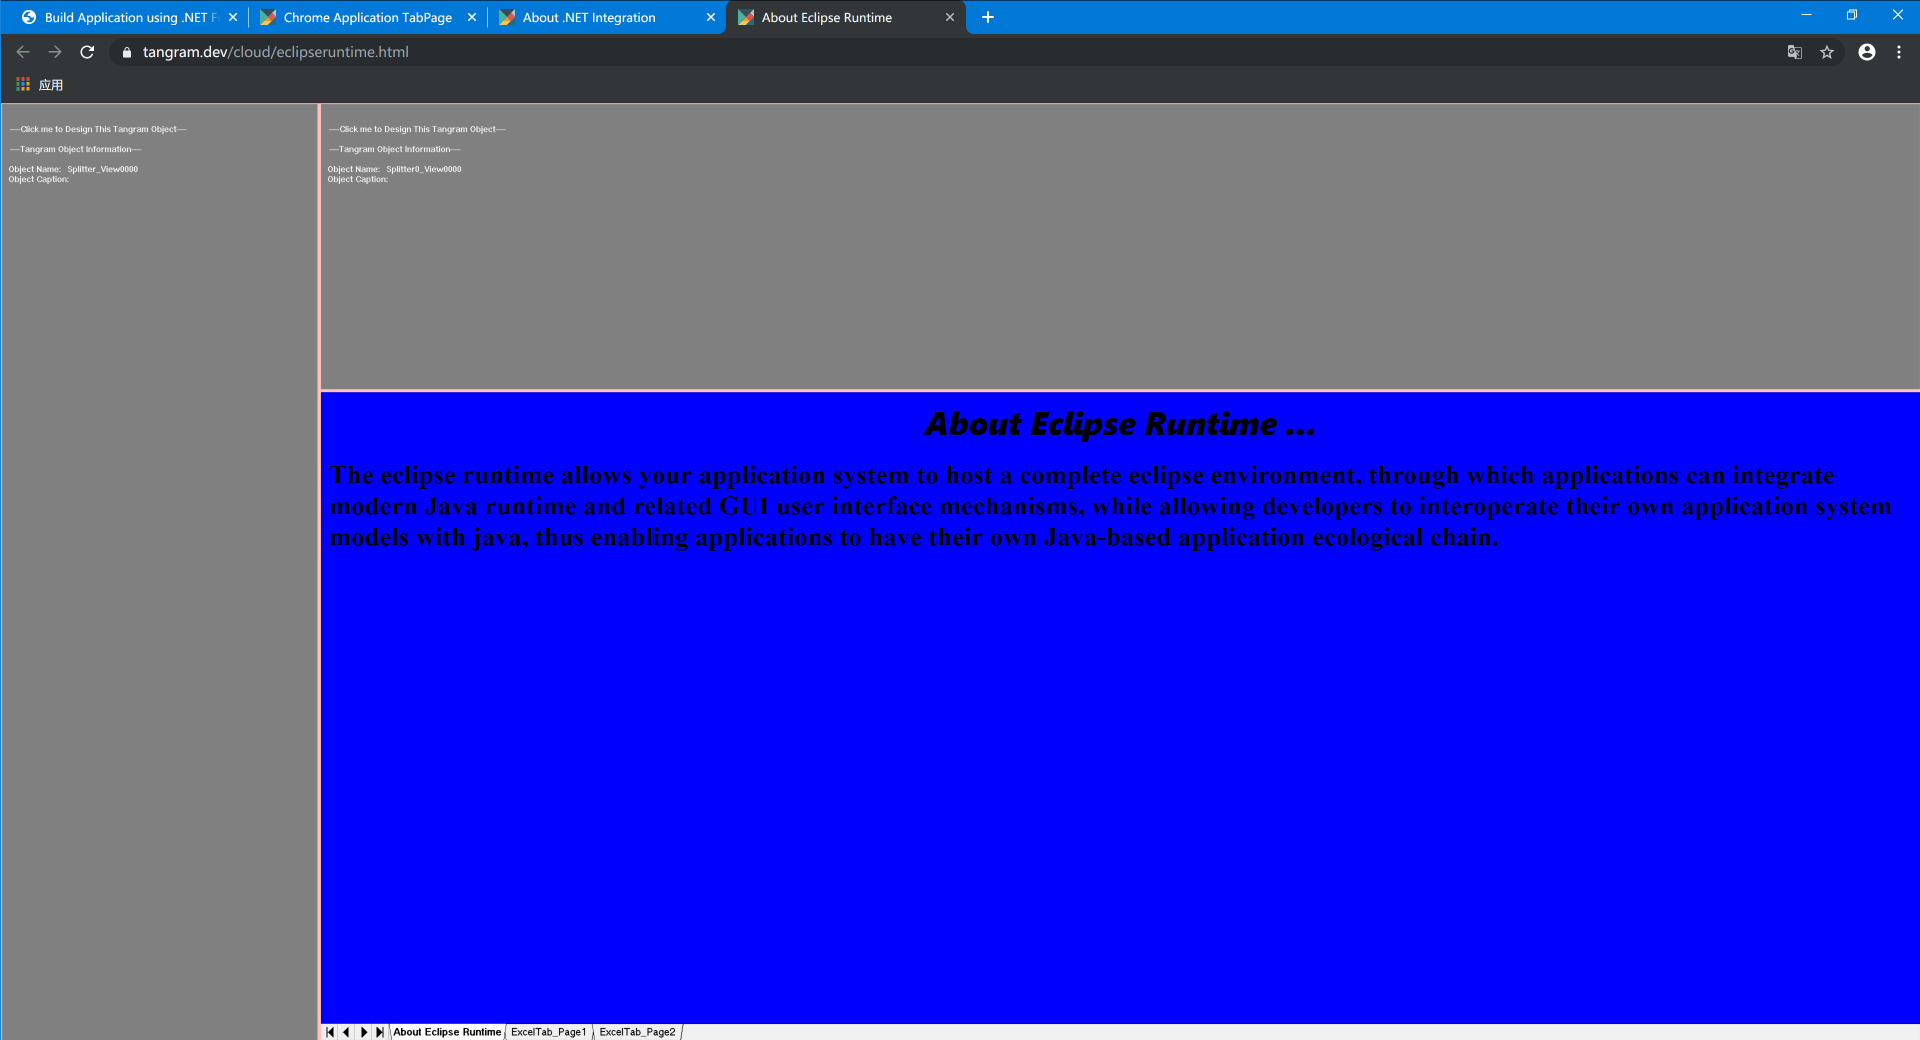 Build Application using .NET F
Chrome Application TabPage
About .NET Integration
About Eclipse Runtime
tangram.dev/cloud/eclipseruntime.html
应用
----Click me to Design This Tangram Object----
----Tangram Object Information----
Object Name: Splitter_View0000
Object Caption:
----Click me to Design This Tangram Object----
----Tangram Object Information----
Object Name: Splitter0_View0000
Object Caption:
About Eclipse Runtime ...
The eclipse runtime allows your application system to host a complete eclipse environment, through which applications can integrate
modern Java runtime and related GUI user interface mechanisms, while allowing developers to interoperate their own application system
models with java, thus enabling applications to have their own Java-based application ecological chain.
About Eclipse Runtime
ExcelTab_Page1
ExcelTab_Page2